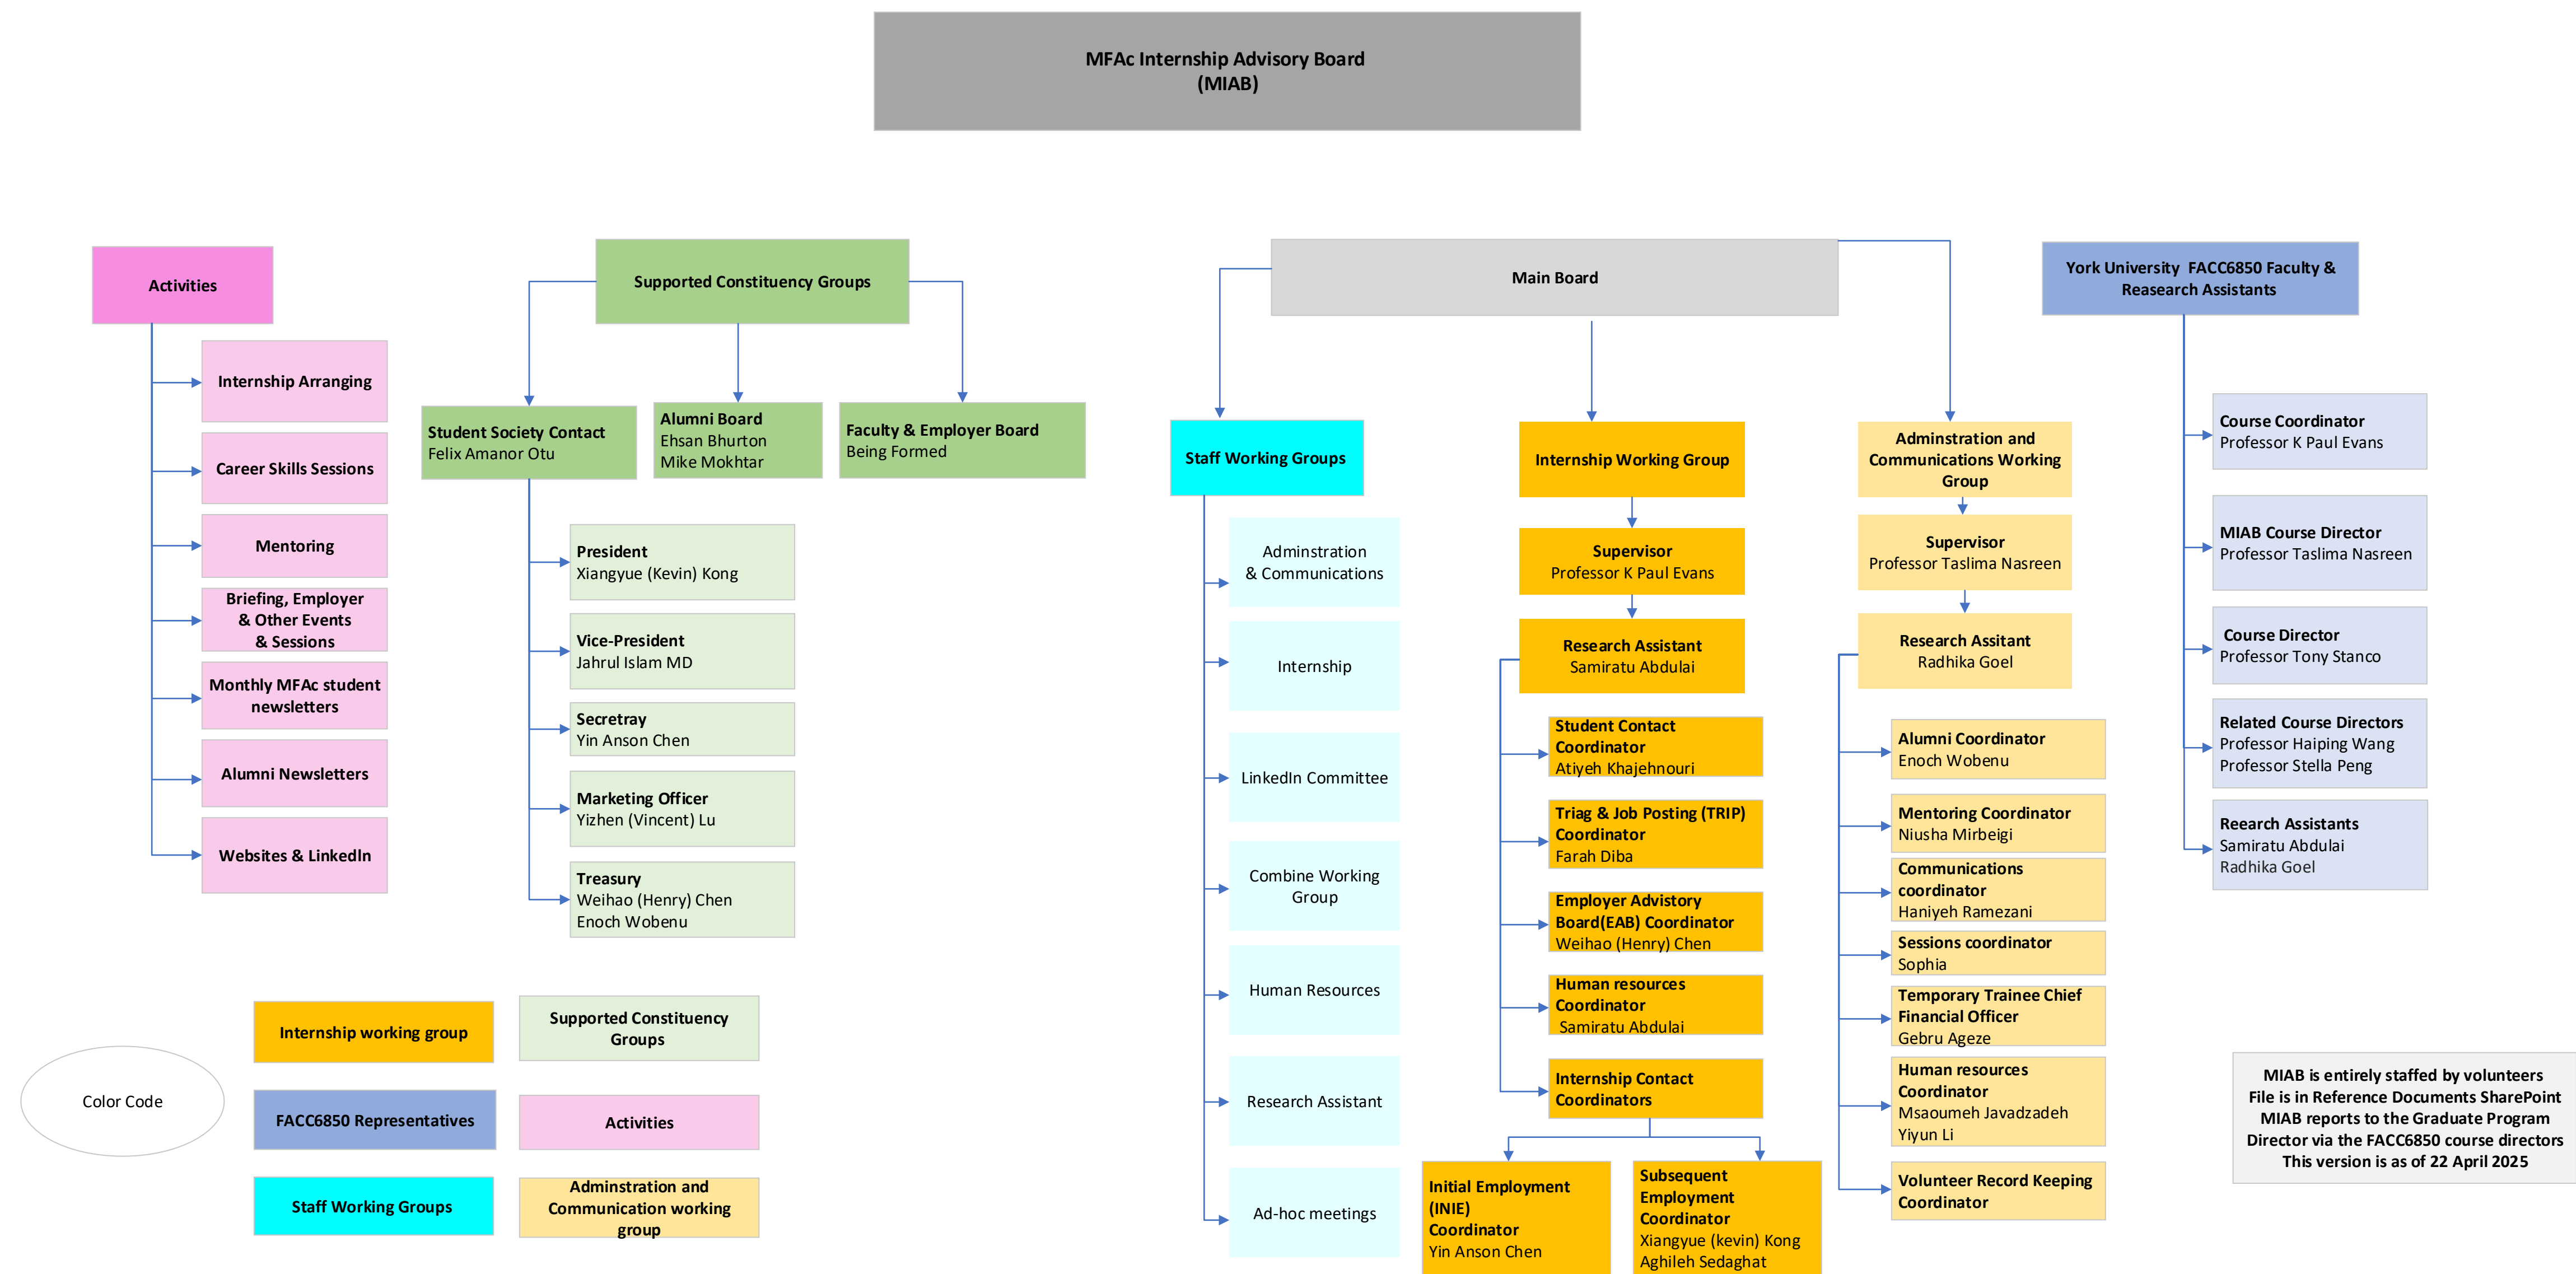 MFAc Internship Advisory Board
(MIAB)
Activities
Internship Arranging
Career Skills Sessions
Mentoring
Briefing, Employer
& Other Events
& Sessions
Monthly MFAc student
newsletters
Alumni Newsletters
Websites & LinkedIn
Supported Constituency Groups
Student Society Contact
Felix Amanor Otu
Alumni Board
Ehsan Bhurton
Mike Mokhtar
Faculty & Employer Board
Being Formed
President
Xiangyue (Kevin) Kong
Vice-President
Jahrul Islam MD
Secretray
Yin Anson Chen
Marketing Officer
Yizhen (Vincent) Lu
Treasury
Weihao (Henry) Chen
Enoch Wobenu
Main Board
Staff Working Groups
Adminstration
& Communications
Internship
LinkedIn Committee
Combine Working
Group
Human Resources
Research Assistant
Ad-hoc meetings
Internship Working Group
Supervisor
Professor K Paul Evans
Research Assistant
Samiratu Abdulai
Student Contact
Coordinator
Atiyeh Khajehnouri
Triag & Job Posting (TRIP)
Coordinator
Farah Diba
Employer Advistory
Board(EAB) Coordinator
Weihao (Henry) Chen
Human resources
Coordinator
Samiratu Abdulai
Internship Contact
Coordinators
Initial Employment
(INIE)
Coordinator
Yin Anson Chen
Subsequent
Employment
Coordinator
Xiangyue (kevin) Kong
Aghileh Sedaghat
Adminstration and
Communications Working
Group
Supervisor
Professor Taslima Nasreen
Research Assitant
Radhika Goel
Alumni Coordinator
Enoch Wobenu
Mentoring Coordinator
Niusha Mirbeigi
Communications
coordinator
Haniyeh Ramezani
Sessions coordinator
Sophia
Temporary Trainee Chief
Financial Officer
Gebru Ageze
Human resources
Coordinator
Msaoumeh Javadzadeh
Yiyun Li
Volunteer Record Keeping
Coordinator
York University  FACC6850 Faculty &
Reasearch Assistants
Course Coordinator
Professor K Paul Evans
MIAB Course Director
Professor Taslima Nasreen
Course Director
Professor Tony Stanco
Related Course Directors
Professor Haiping Wang
Professor Stella Peng
Reearch Assistants
Samiratu Abdulai
Radhika Goel
Color Code
Internship working group
Supported Constituency
Groups
FACC6850 Representatives
Activities
Staff Working Groups
Adminstration and
Communication working
group
MIAB is entirely staffed by volunteers
File is in Reference Documents SharePoint
MIAB reports to the Graduate Program
Director via the FACC6850 course directors
This version is as of 22 April 2025